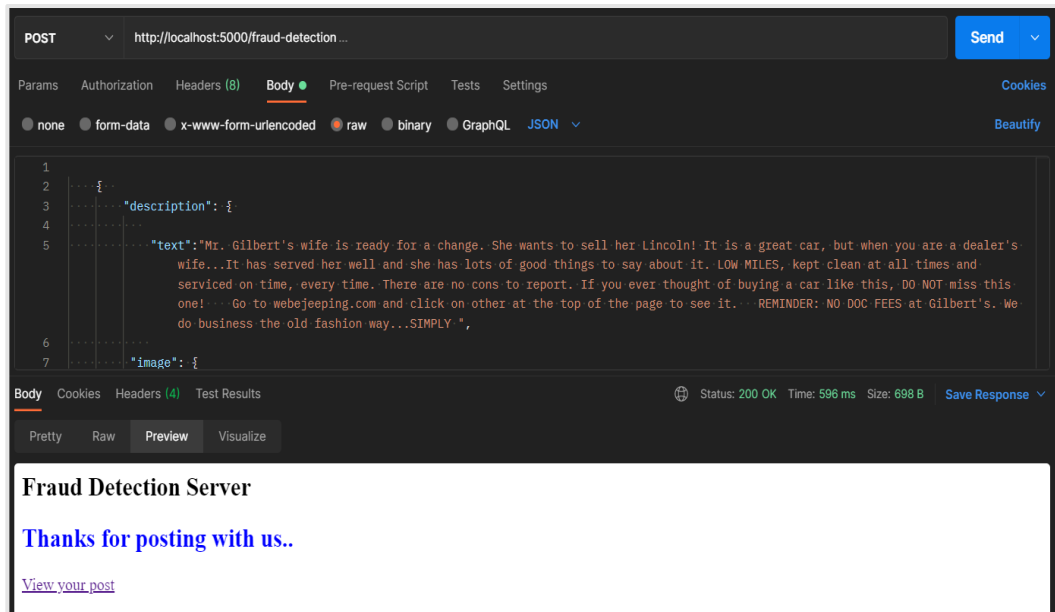 POST http://localhost:5000/fraud-detection ... Send
Params Authorization Headers (8) Body Pre-request Script Tests Settings Cookies
none form-data x-www-form-urlencoded raw binary GraphQL JSON Beautify
1
2 {
3 "description": {
4
5 "text":"Mr. Gilbert's wife is ready for a change. She wants to sell her Lincoln! It is a great car, but when you are a dealer's
wife...It has served her well and she has lots of good things to say about it. LOW MILES, kept clean at all times and
serviced on time, every time. There are no cons to report. If you ever thought of buying a car like this, DO NOT miss this
one!    Go to webejeeping.com and click on other at the top of the page to see it.   REMINDER: NO DOC FEES at Gilbert's. We
do business the old fashion way...SIMPLY ",
6
7 "image": {
Body Cookies Headers (4) Test Results Status: 200 OK Time: 596 ms Size: 698 B Save Response
Pretty Raw Preview Visualize
Fraud Detection Server
Thanks for posting with us..
View your post